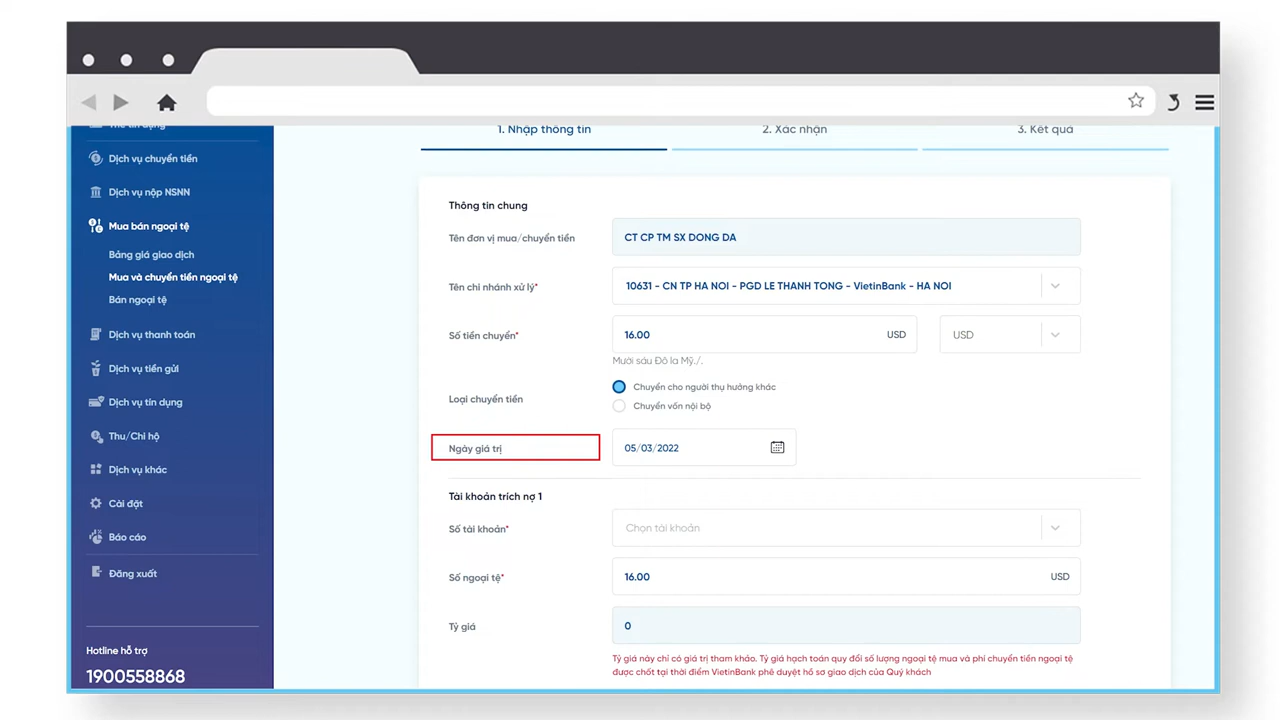 Thẻ tín dụng
Dịch vụ chuyển tiền
Dịch vụ nộp NSNN
Mua bán ngoại tệ
Bảng giá giao dịch
Mua và chuyển tiền ngoại tệ
Bán ngoại tệ
Dịch vụ thanh toán
Dịch vụ tiền gửi
Dịch vụ tín dụng
Thu/Chi hộ
Dịch vụ khác
Cài đặt
Báo cáo
Đăng xuất
Hotline hỗ trợ
1900558868
1. Nhập thông tin 2. Xác nhận 3. Kết quả
Thông tin chung
Tên đơn vị mua/chuyển tiền CT CP TM SX DONG DA
Tên chi nhánh xử lý* 10631 - CN TP HA NOI - PGD LE THANH TONG - VietinBank - HA NOI
Số tiền chuyển* 16.00 USD USD
Mười sáu Đô la Mỹ./.
Loại chuyển tiền
Chuyển cho người thụ hưởng khác
Chuyển vốn nội bộ
Ngày giá trị 05/03/2022
Tài khoản trích nợ 1
Số tài khoản* Chọn tài khoản
Số ngoại tệ* 16.00 USD
Tỷ giá 0
Tỷ giá này chỉ có giá trị tham khảo. Tỷ giá hạch toán quy đổi số lượng ngoại tệ mua và phí chuyển tiền ngoại tệ
được chốt tại thời điểm VietinBank phê duyệt hồ sơ giao dịch của Quý khách